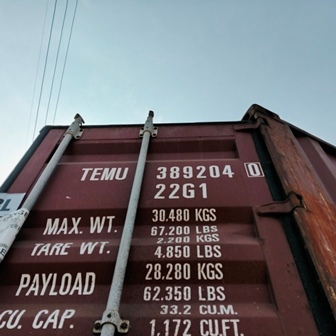 TEMU 389204 0
22G1
MAX. WT. 30.480 KGS
67.200 LBS
TARE WT. 2.200 KGS
4.850 LBS
PAYLOAD 28.280 KGS
62.350 LBS
CU. CAP. 33.2 CU.M.
1.172 CU.FT.